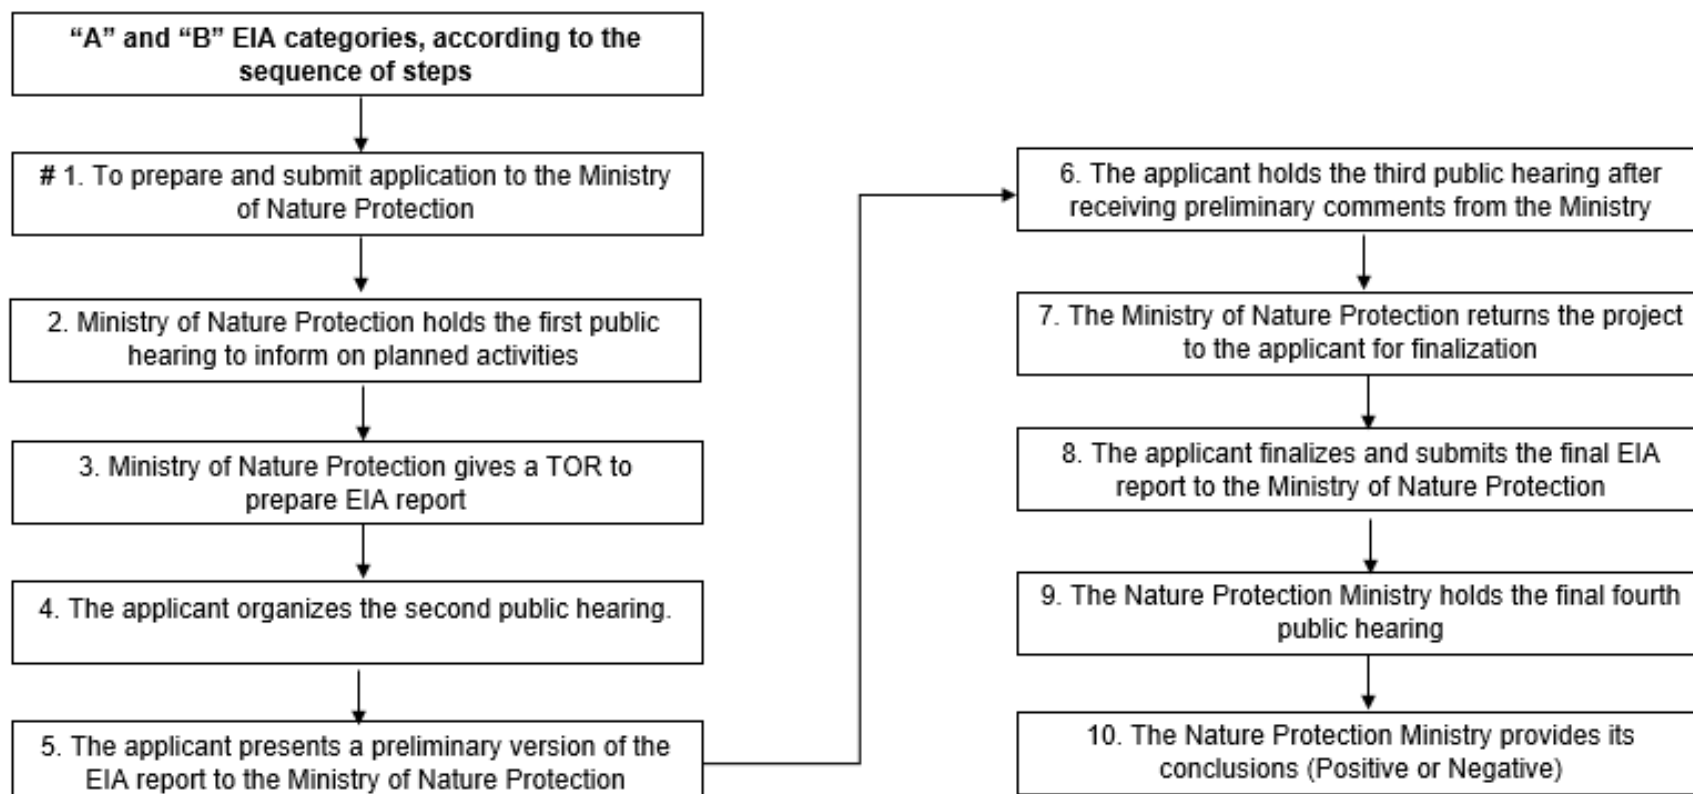 “A” and “B” EIA categories, according to the
sequence of steps
# 1. To prepare and submit application to the Ministry
of Nature Protection
2. Ministry of Nature Protection holds the first public
hearing to inform on planned activities
3. Ministry of Nature Protection gives a TOR to
prepare EIA report
4. The applicant organizes the second public hearing.
5. The applicant presents a preliminary version of the
EIA report to the Ministry of Nature Protection
6. The applicant holds the third public hearing after
receiving preliminary comments from the Ministry
7. The Ministry of Nature Protection returns the project
to the applicant for finalization
8. The applicant finalizes and submits the final EIA
report to the Ministry of Nature Protection
9. The Nature Protection Ministry holds the final fourth
public hearing
10. The Nature Protection Ministry provides its
conclusions (Positive or Negative)